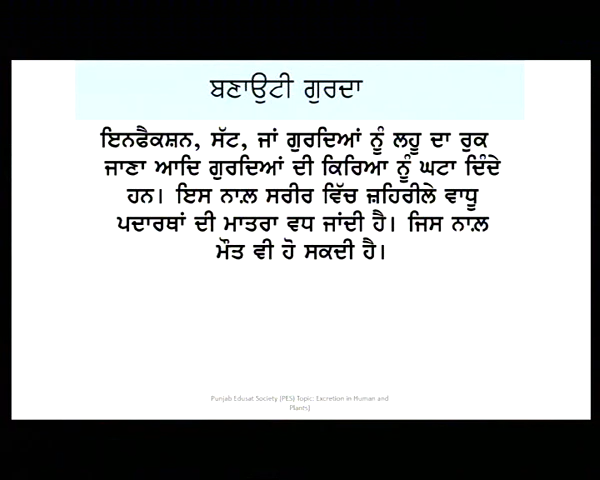 ਬਣਾਉਟੀ ਗੁਰਦਾ
ਇਨਫੈਕਸ਼ਨ, ਸੱਟ, ਜਾਂ ਗੁਰਦਿਆਂ ਨੂੰ ਲਹੂ ਦਾ ਰੁਕ
ਜਾਣਾ ਆਦਿ ਗੁਰਦਿਆਂ ਦੀ ਕਿਰਿਆ ਨੂੰ ਘਟਾ ਦਿੰਦੇ
ਹਨ। ਇਸ ਨਾਲ਼ ਸਰੀਰ ਵਿੱਚ ਜ਼ਹਿਰੀਲੇ ਵਾਧੂ
ਪਦਾਰਥਾਂ ਦੀ ਮਾਤਰਾ ਵਧ ਜਾਂਦੀ ਹੈ। ਜਿਸ ਨਾਲ਼
ਮੌਤ ਵੀ ਹੋ ਸਕਦੀ ਹੈ।
Punjab Edusat Society (PES) Topic: Excretion in Human and
Plants)